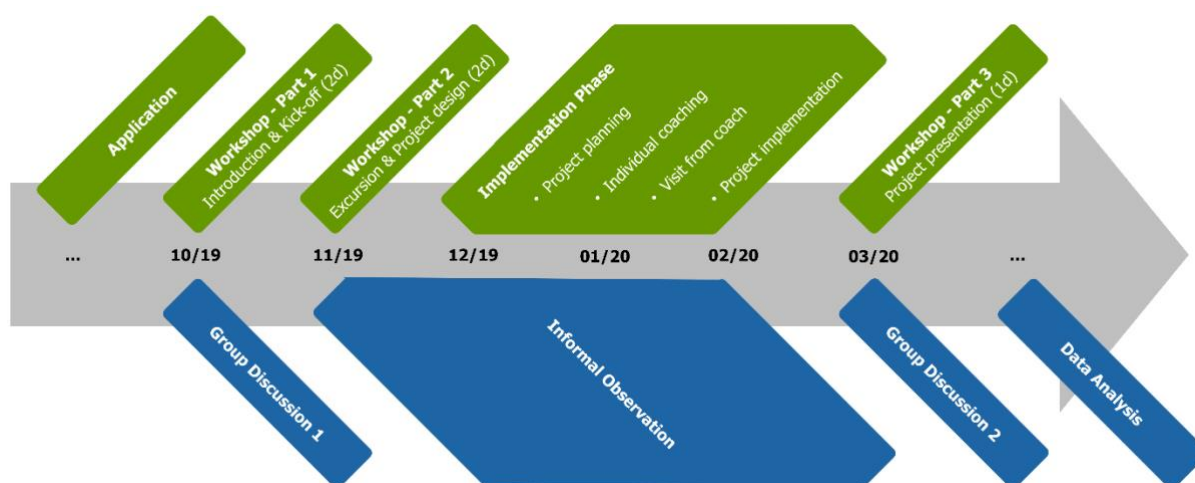 Application
Workshop - Part 1
Introduction & Kick-off (2d)
Workshop - Part 2
Excursion & Project design (2d)
Implementation Phase
• Project planning
• Individual coaching
• Visit from coach
• Project implementation
Workshop - Part 3
Project presentation (1d)
... 10/19 11/19 12/19 01/20 02/20 03/20 ...
Group Discussion 1
Informal Observation
Group Discussion 2
Data Analysis